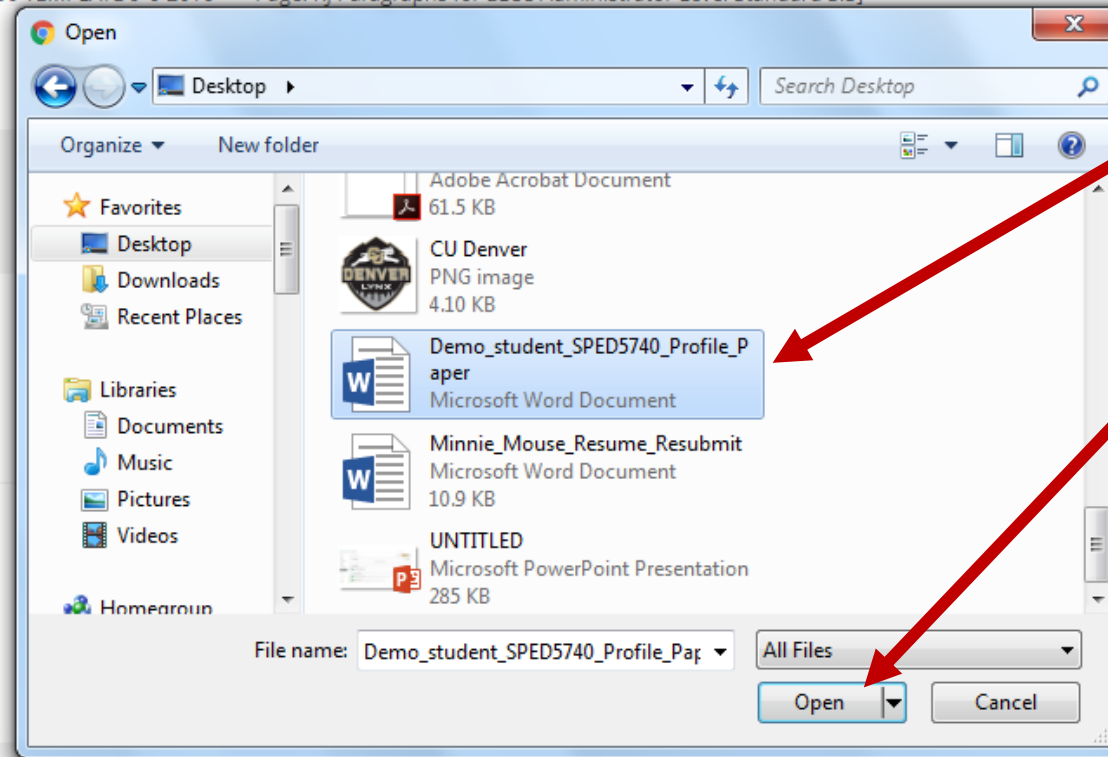 Open
Desktop
Search Desktop
Organize
New folder
Favorites
Desktop
Downloads
Recent Places
Libraries
Documents
Music
Pictures
Videos
Homegroup
Adobe Acrobat Document
61.5 KB
DENVER
LYNX
CU Denver
PNG image
4.10 KB
Demo_student_SPED5740_Profile_P
aper
Microsoft Word Document
Minnie_Mouse_Resume_Resubmit
Microsoft Word Document
10.9 KB
UNTITLED
Microsoft PowerPoint Presentation
285 KB
File name: Demo_student_SPED5740_Profile_Pap
All Files
Open
Cancel